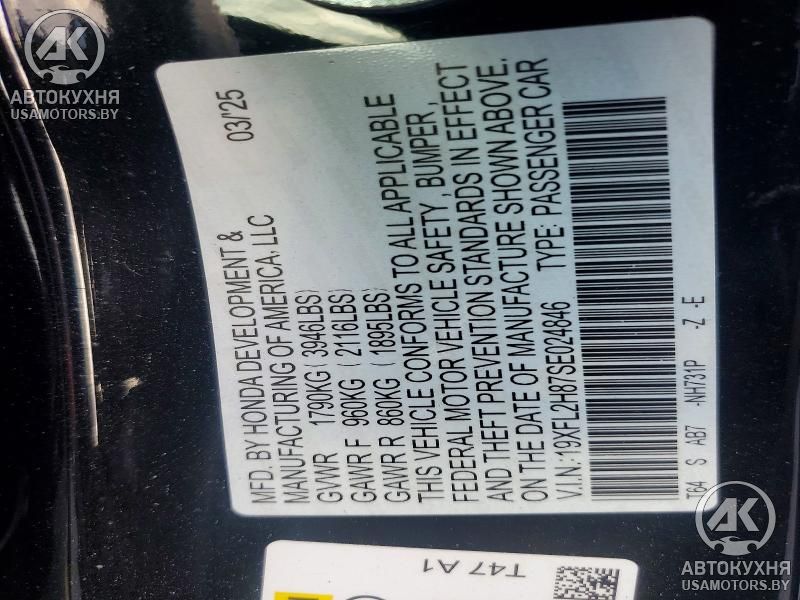 AK
АВТОКУХНЯ
USAMOTORS.BY
03/'25
MFD. BY HONDA DEVELOPMENT &
MANUFACTURING OF AMERICA, LLC
GVWR 1790KG (3946LBS)
GAWR F 960KG (2116LBS)
GAWR R 860KG (1895LBS)
THIS VEHICLE CONFORMS TO ALL APPLICABLE
FEDERAL MOTOR VEHICLE SAFETY, BUMPER,
AND THEFT PREVENTION STANDARDS IN EFFECT
ON THE DATE OF MANUFACTURE SHOWN ABOVE.
V.I.N.:19XFL2H87SE024846 TYPE: PASSENGER CAR
T64 S AB7 -NH731P -Z -E
T47 A1
AK
АВТОКУХНЯ
USAMOTORS.BY